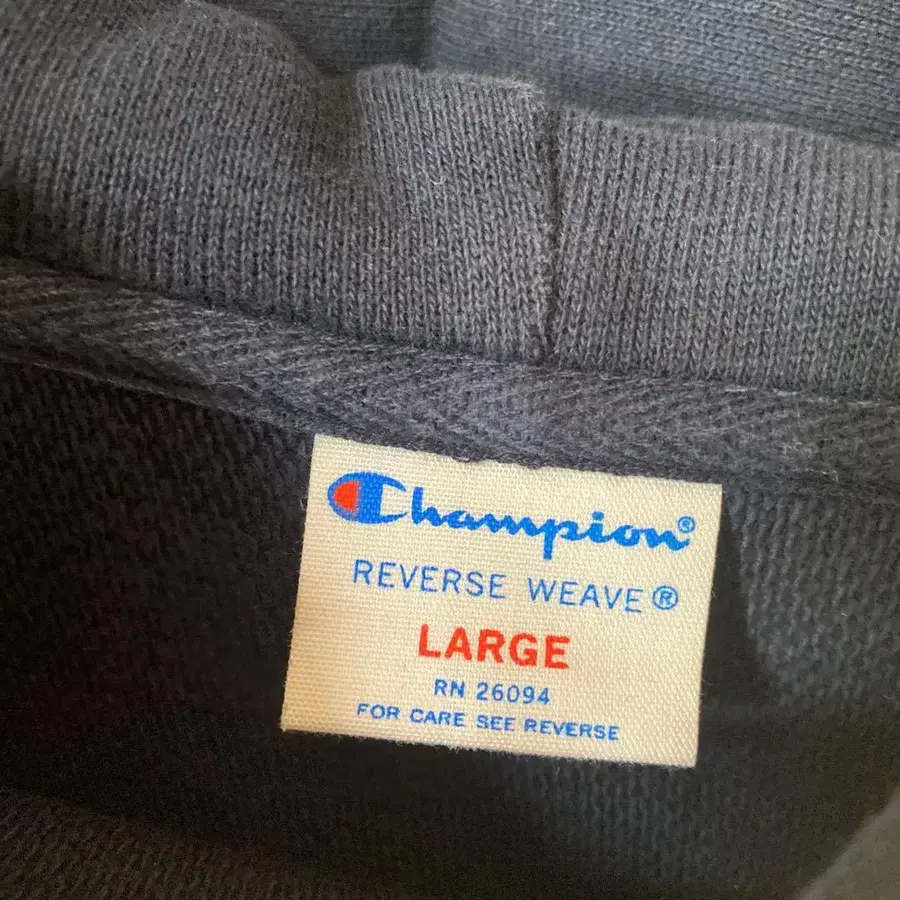 Champion®
REVERSE WEAVE®
LARGE
RN 26094
FOR CARE SEE REVERSE